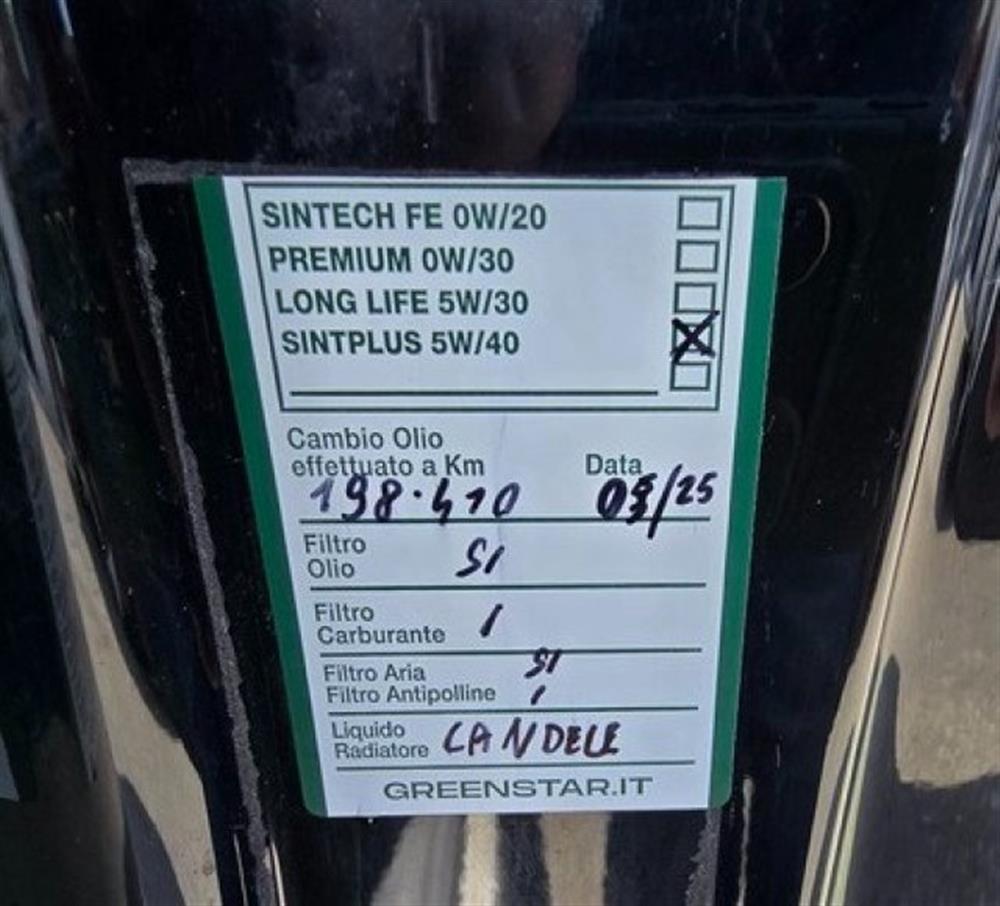 SINTECH FE 0W/20
PREMIUM 0W/30
LONG LIFE 5W/30
SINTPLUS 5W/40
Cambio Olio
effettuato a Km Data
198.410 /25
Filtro
Olio SI
Filtro
Carburante /
Filtro Aria SI
Filtro Antipolline /
Liquido
Radiatore CANDELE
GREENSTAR.IT